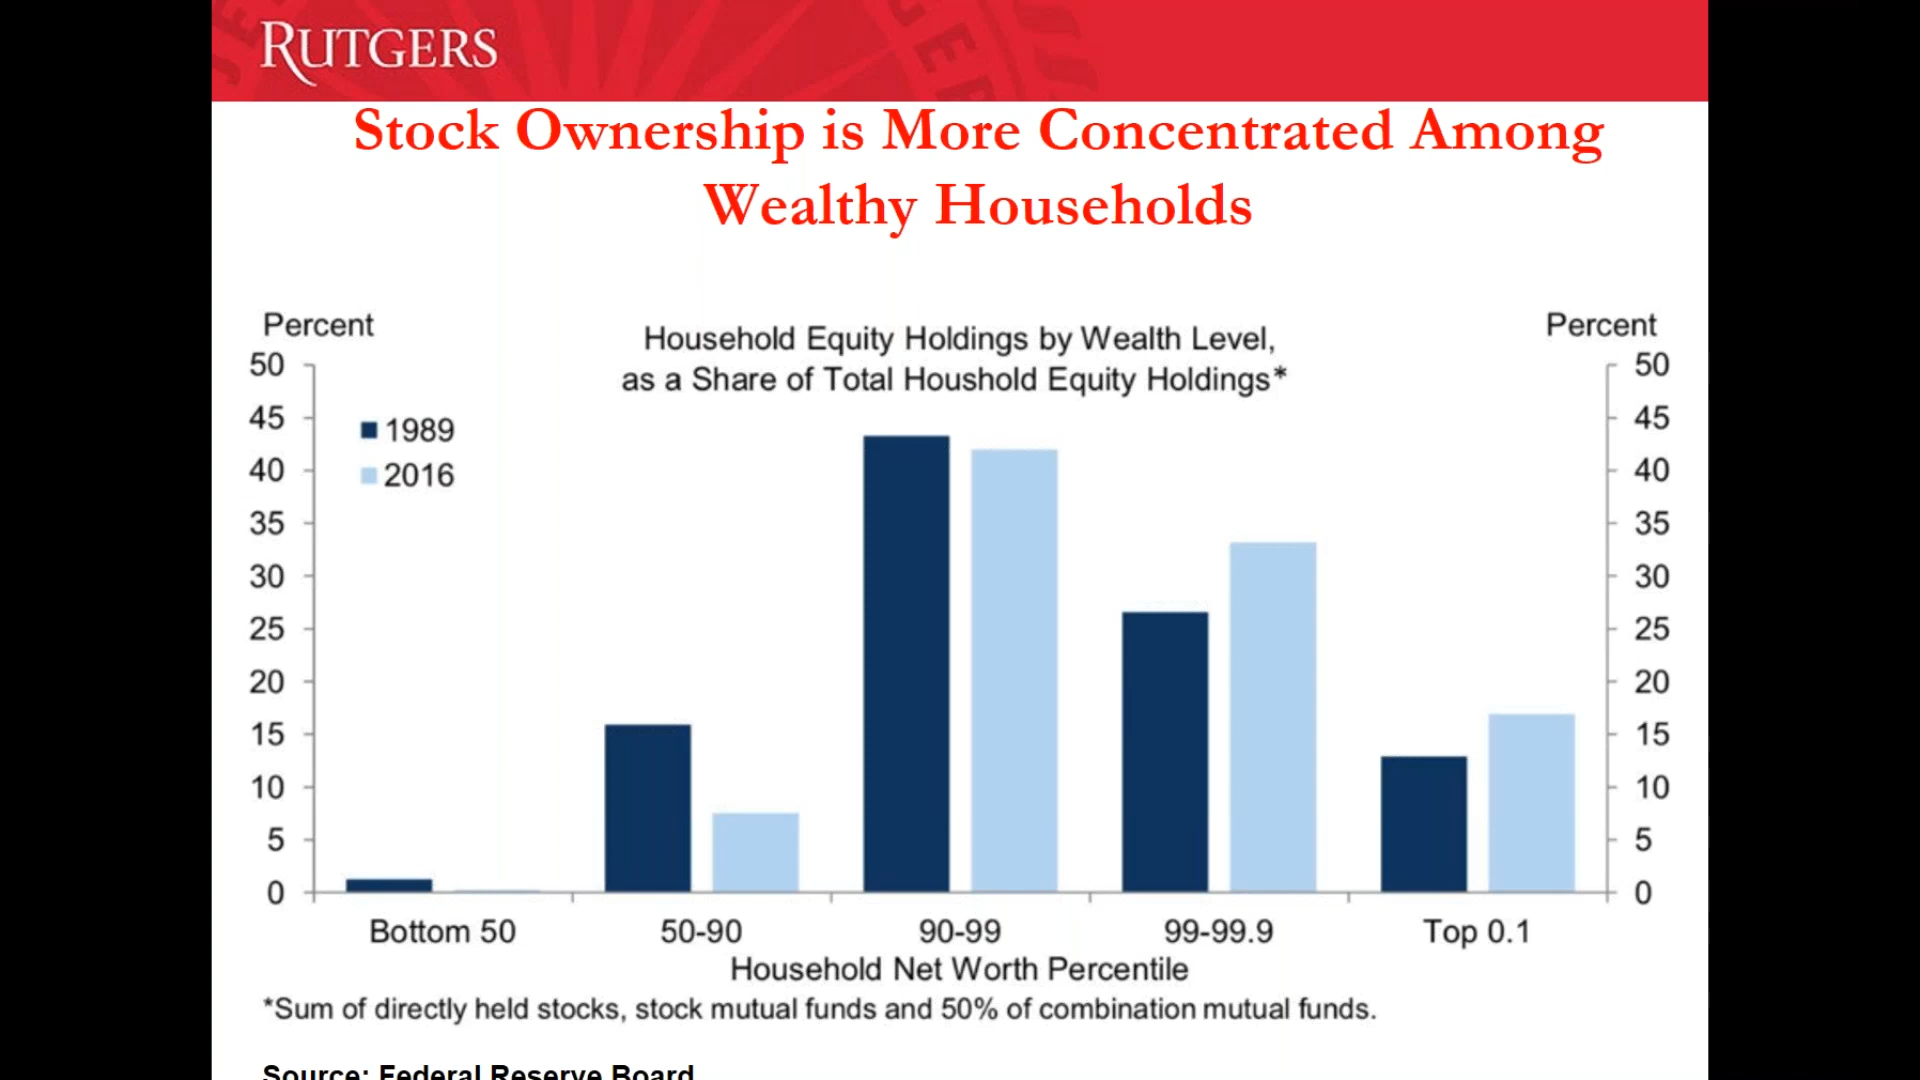 RUTGERS
Stock Ownership is More Concentrated Among
Wealthy Households
Percent
Percent
Household Equity Holdings by Wealth Level,
as a Share of Total Houshold Equity Holdings*
1989
2016
50
45
40
35
30
25
20
15
10
5
0
50
45
40
35
30
25
20
15
10
5
0
Bottom 50
50-90
90-99
99-99.9
Top 0.1
Household Net Worth Percentile
*Sum of directly held stocks, stock mutual funds and 50% of combination mutual funds.
Source: Federal Reserve Board